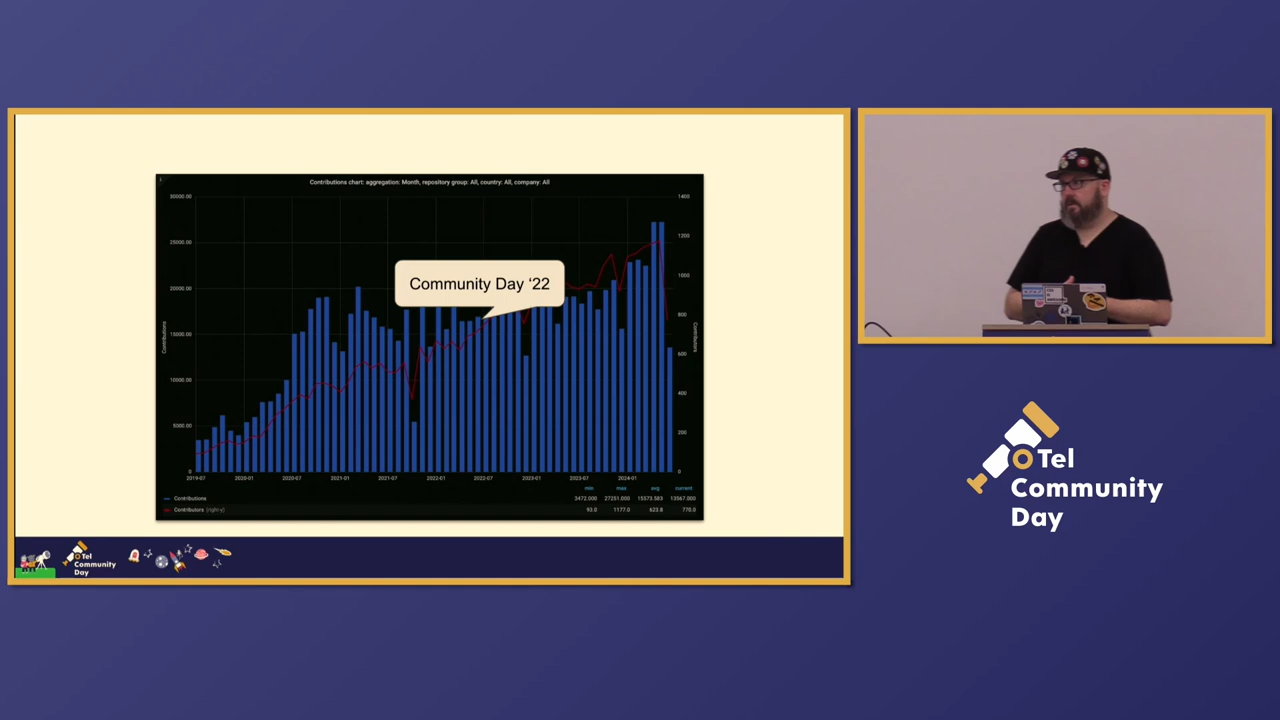 Contributions chart: aggregation: Month, repository group: All, country: All, company: All
30000.00
25000.00
20000.00
15000.00
10000.00
5000.00
0
Contributions
1400
1200
1000
800
600
400
200
0
Contributors
Community Day ‘22
2019-07
2020-01
2020-07
2021-01
2021-07
2022-01
2022-07
2023-01
2023-07
2024-01
min max avg current
Contributions 3472.000 27251.000 15573.583 13567.000
Contributors (right-y) 93.0 1177.0 623.8 770.0
OTel
Community
Day
OTel
Community
Day